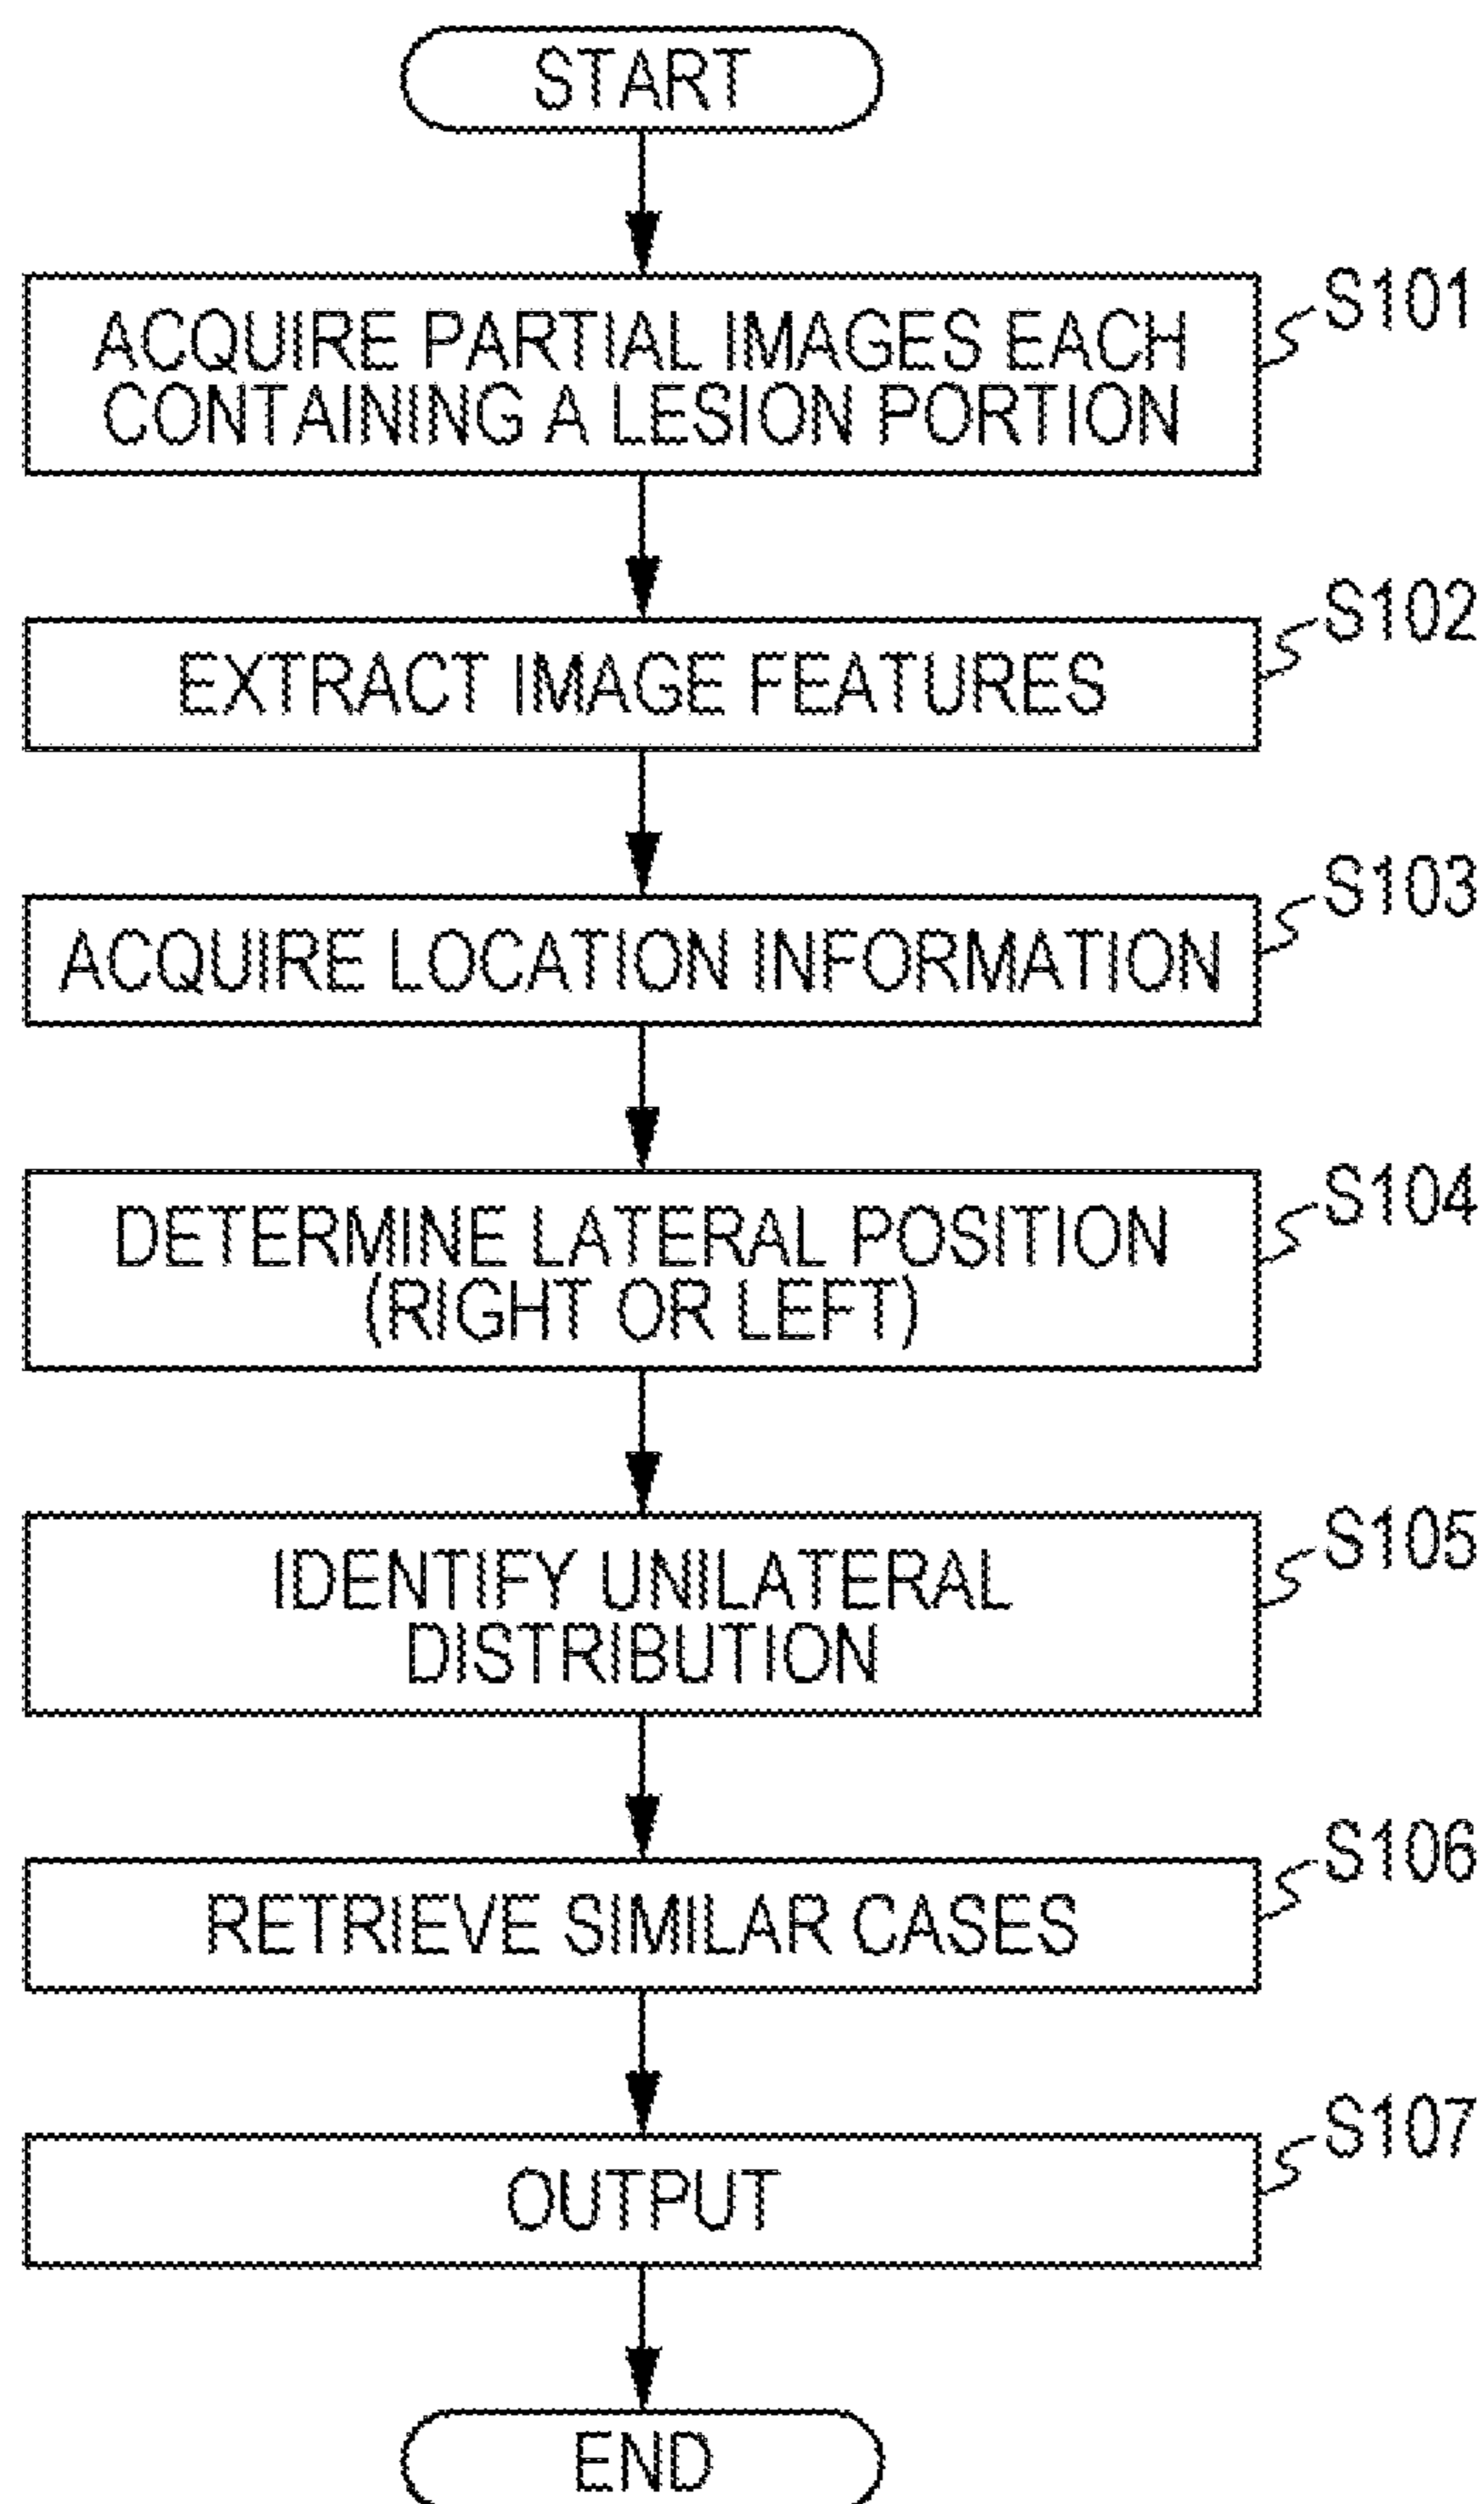 START
ACQUIRE PARTIAL IMAGES EACH
CONTAINING A LESION PORTION
S101
EXTRACT IMAGE FEATURES
S102
ACQUIRE LOCATION INFORMATION
S103
DETERMINE LATERAL POSITION
(RIGHT OR LEFT)
S104
IDENTIFY UNILATERAL
DISTRIBUTION
S105
RETRIEVE SIMILAR CASES
S106
OUTPUT
S107
END